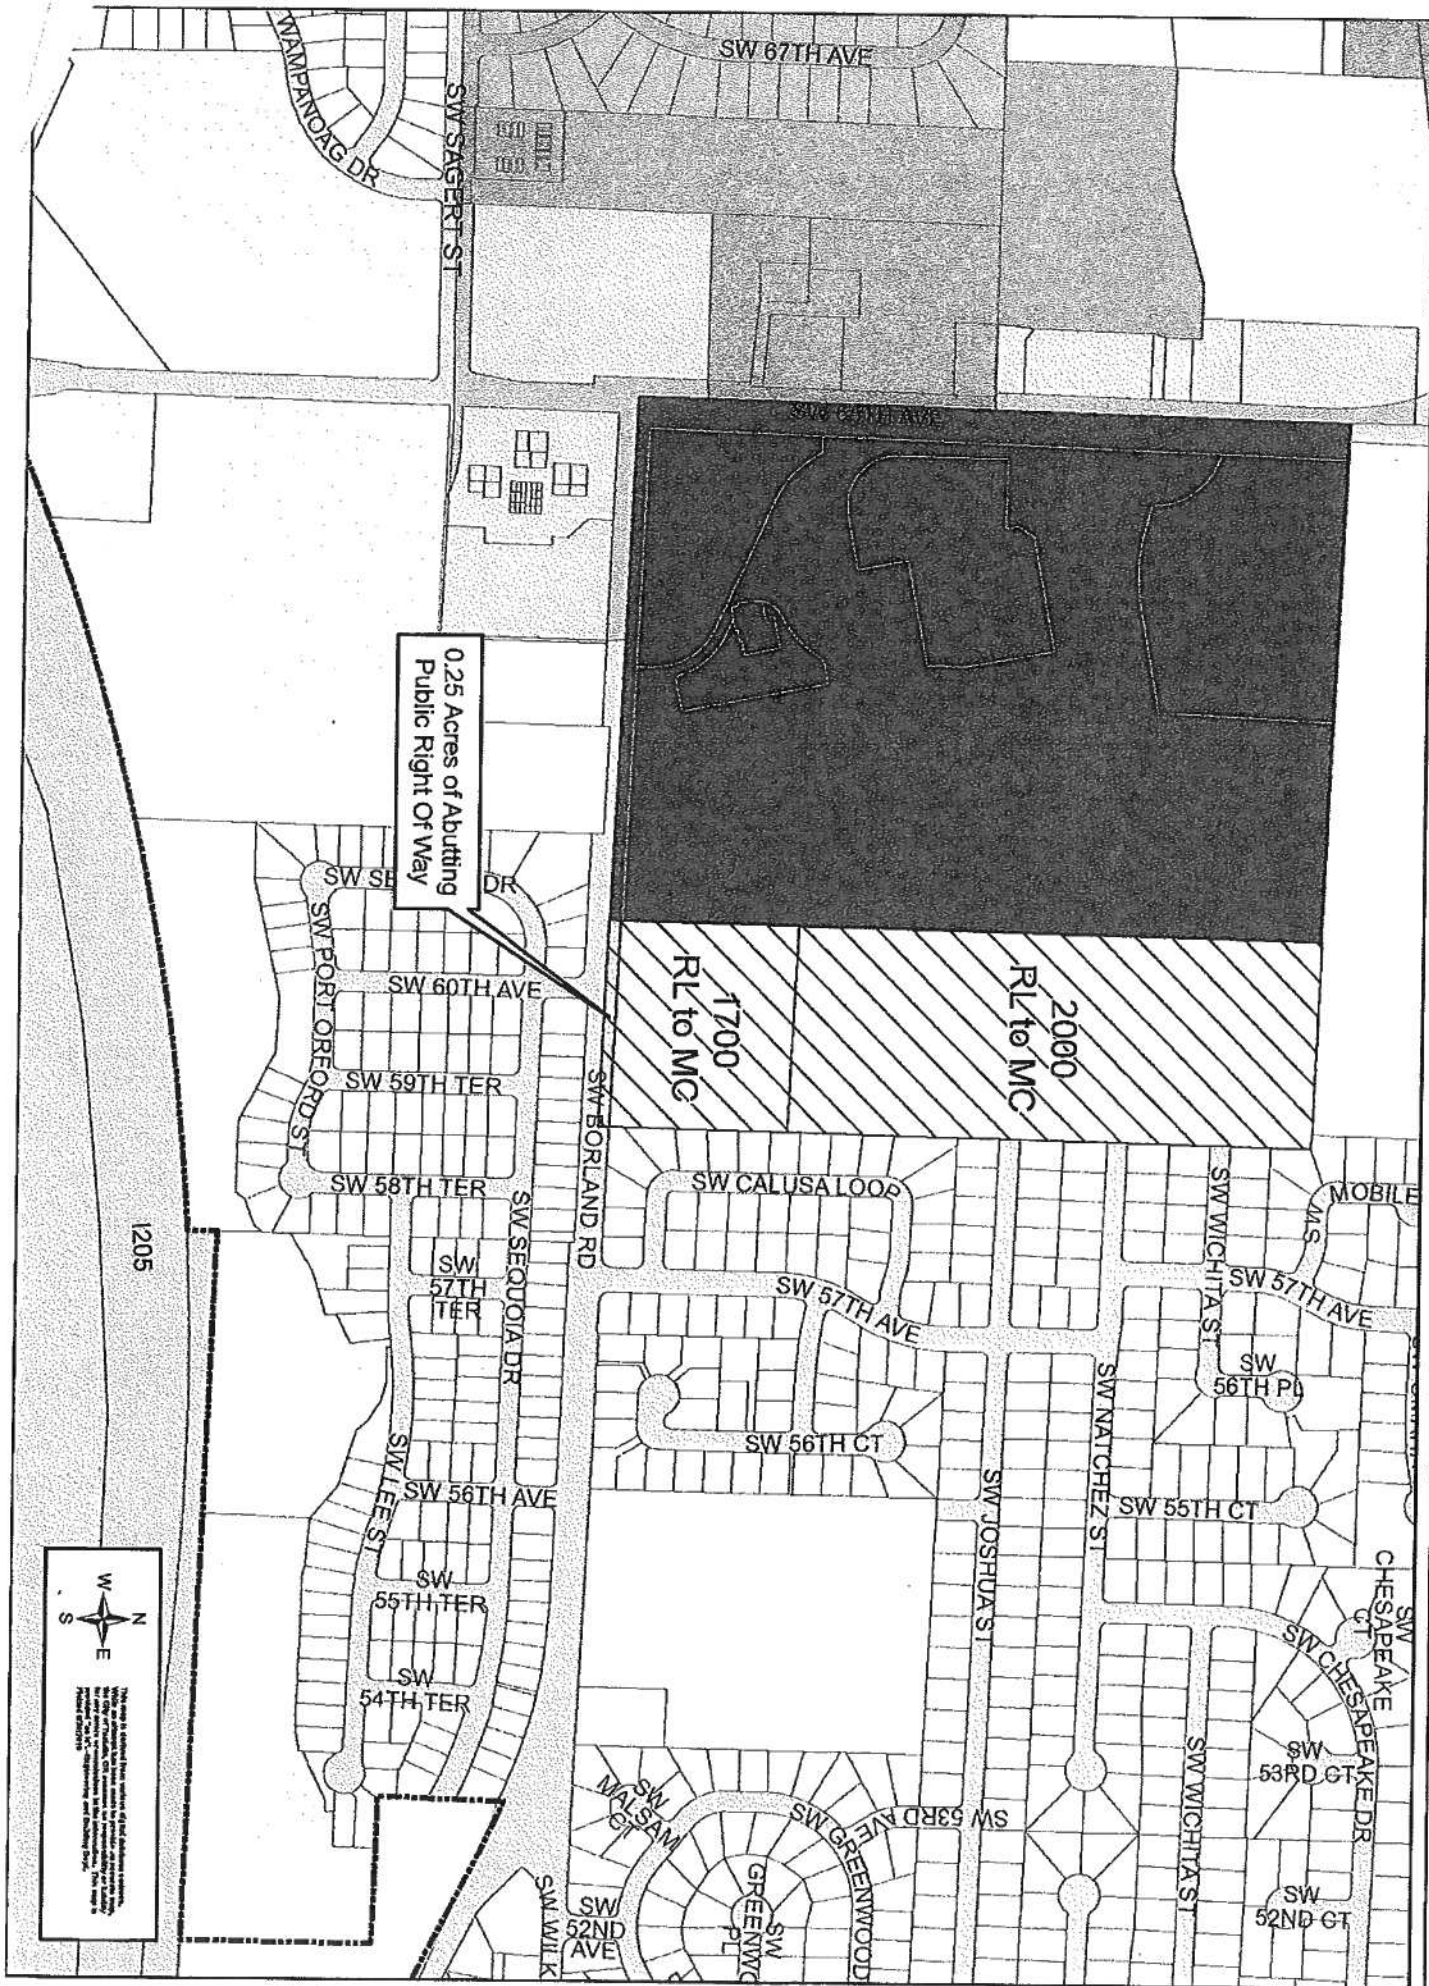 SW 67TH AVE
WAMPANOAG DR
SW SAGERT ST
SW 65TH AVE
0.25 Acres of Abutting
Public Right Of Way
2000
RL to MC
1700
RL to MC
SW BORLAND RD
DR
SW PORT ORFORD ST
SW 60TH AVE
SW 59TH TER
SW 58TH TER
SW
57TH
TER
SW SEQUOIA DR
SW LEE ST
SW 56TH AVE
SW
55TH TER
SW
54TH TER
I205
SW CALUSA LOOP
SW 57TH AVE
SW 56TH CT
SW WICHITA ST
MOBILE
SW 57TH AVE
SW
56TH PL
SW NATCHEZ ST
SW JOSHUA ST
SW 55TH CT
SW
CHESAPEAKE
CT
SW CHESAPEAKE DR
SW
53RD CT
SW WICHITA ST
SW
52ND CT
SW 53RD AVE
SW GREENWOOD
SW
MALSAM
CT
SW
GREENWO
PL
SW
52ND
AVE
SW WILK
N
W
E
S